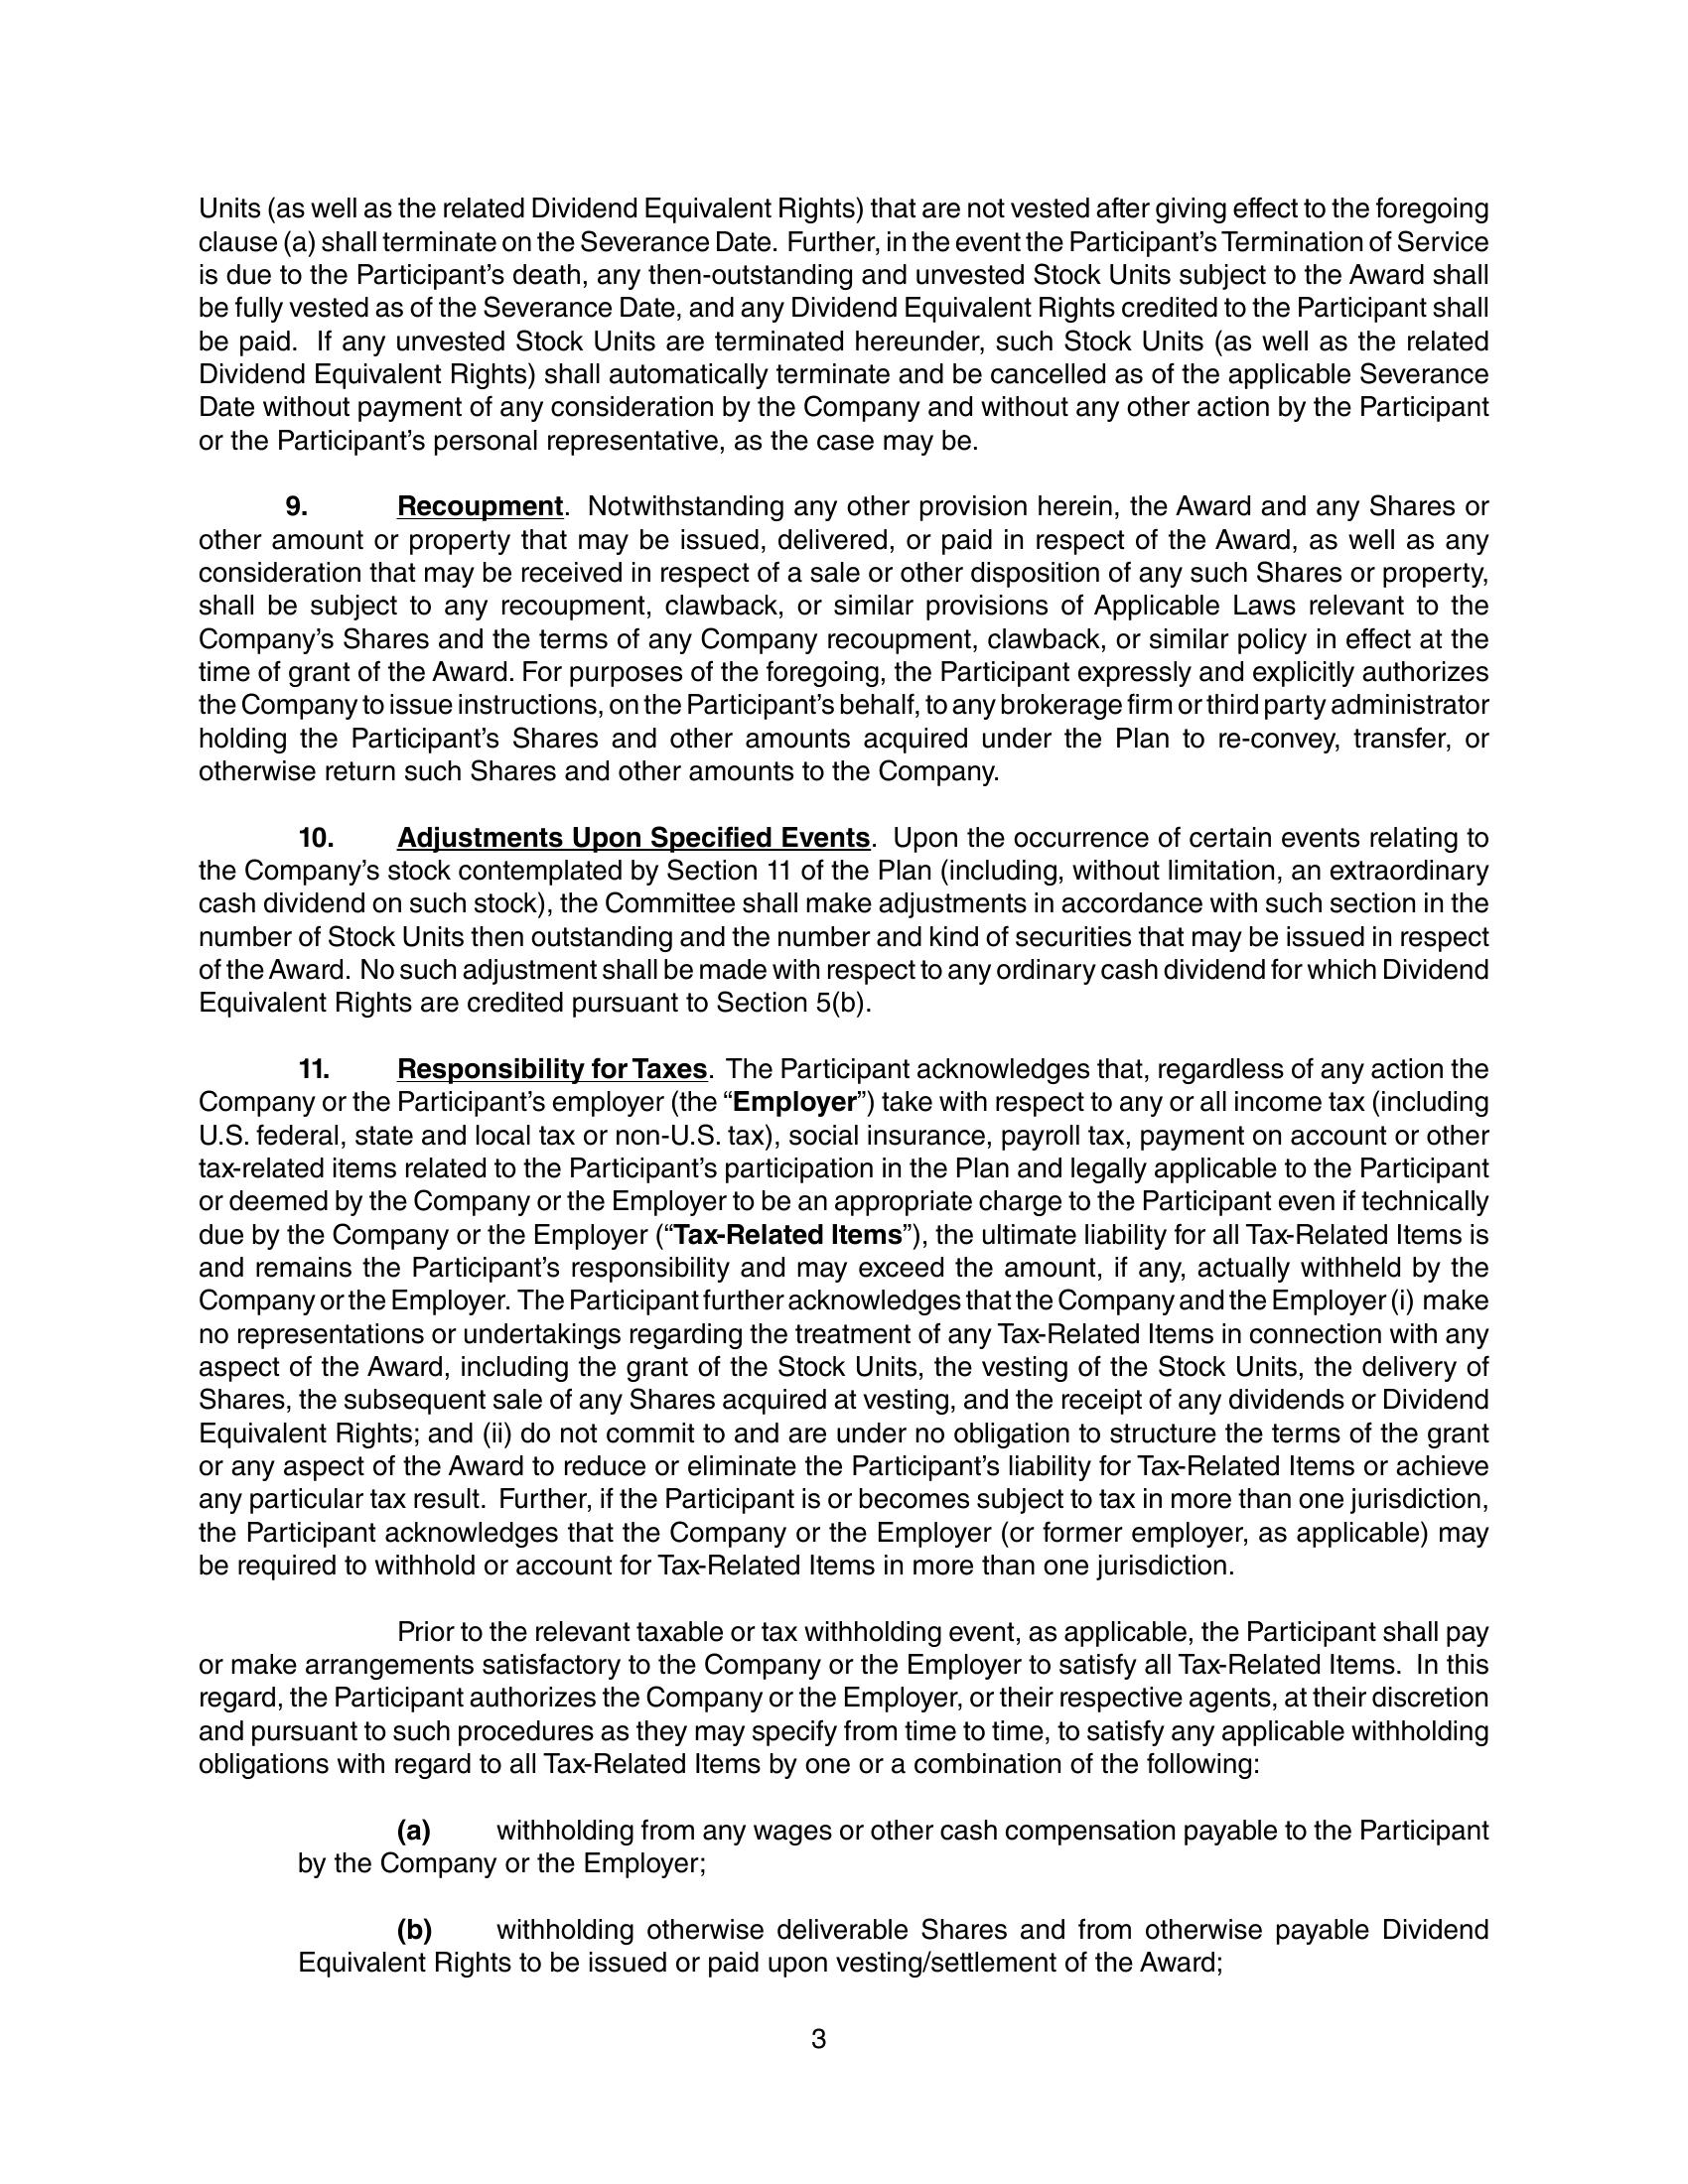 Units (as well as the related Dividend Equivalent Rights) that are not vested after giving effect to the foregoing
clause (a) shall terminate on the Severance Date.  Further, in the event the Participant’s Termination of Service
is due to the Participant’s death, any then-outstanding and unvested Stock Units subject to the Award shall
be fully vested as of the Severance Date, and any Dividend Equivalent Rights credited to the Participant shall
be paid.  If any unvested Stock Units are terminated hereunder, such Stock Units (as well as the related
Dividend Equivalent Rights) shall automatically terminate and be cancelled as of the applicable Severance
Date without payment of any consideration by the Company and without any other action by the Participant
or the Participant’s personal representative, as the case may be.
9. Recoupment.  Notwithstanding any other provision herein, the Award and any Shares or
other amount or property that may be issued, delivered, or paid in respect of the Award, as well as any
consideration that may be received in respect of a sale or other disposition of any such Shares or property,
shall be subject to any recoupment, clawback, or similar provisions of Applicable Laws relevant to the
Company’s Shares and the terms of any Company recoupment, clawback, or similar policy in effect at the
time of grant of the Award. For purposes of the foregoing, the Participant expressly and explicitly authorizes
the Company to issue instructions, on the Participant’s behalf, to any brokerage firm or third party administrator
holding the Participant’s Shares and other amounts acquired under the Plan to re-convey, transfer, or
otherwise return such Shares and other amounts to the Company.
10. Adjustments Upon Specified Events.  Upon the occurrence of certain events relating to
the Company’s stock contemplated by Section 11 of the Plan (including, without limitation, an extraordinary
cash dividend on such stock), the Committee shall make adjustments in accordance with such section in the
number of Stock Units then outstanding and the number and kind of securities that may be issued in respect
of the Award. No such adjustment shall be made with respect to any ordinary cash dividend for which Dividend
Equivalent Rights are credited pursuant to Section 5(b).
11. Responsibility for Taxes.  The Participant acknowledges that, regardless of any action the
Company or the Participant’s employer (the “Employer”) take with respect to any or all income tax (including
U.S. federal, state and local tax or non-U.S. tax), social insurance, payroll tax, payment on account or other
tax-related items related to the Participant’s participation in the Plan and legally applicable to the Participant
or deemed by the Company or the Employer to be an appropriate charge to the Participant even if technically
due by the Company or the Employer (“Tax-Related Items”), the ultimate liability for all Tax-Related Items is
and remains the Participant’s responsibility and may exceed the amount, if any, actually withheld by the
Company or the Employer. The Participant further acknowledges that the Company and the Employer (i) make
no representations or undertakings regarding the treatment of any Tax-Related Items in connection with any
aspect of the Award, including the grant of the Stock Units, the vesting of the Stock Units, the delivery of
Shares, the subsequent sale of any Shares acquired at vesting, and the receipt of any dividends or Dividend
Equivalent Rights; and (ii) do not commit to and are under no obligation to structure the terms of the grant
or any aspect of the Award to reduce or eliminate the Participant’s liability for Tax-Related Items or achieve
any particular tax result.  Further, if the Participant is or becomes subject to tax in more than one jurisdiction,
the Participant acknowledges that the Company or the Employer (or former employer, as applicable) may
be required to withhold or account for Tax-Related Items in more than one jurisdiction.
Prior to the relevant taxable or tax withholding event, as applicable, the Participant shall pay
or make arrangements satisfactory to the Company or the Employer to satisfy all Tax-Related Items.  In this
regard, the Participant authorizes the Company or the Employer, or their respective agents, at their discretion
and pursuant to such procedures as they may specify from time to time, to satisfy any applicable withholding
obligations with regard to all Tax-Related Items by one or a combination of the following:
(a) withholding from any wages or other cash compensation payable to the Participant
by the Company or the Employer;
(b) withholding otherwise deliverable Shares and from otherwise payable Dividend
Equivalent Rights to be issued or paid upon vesting/settlement of the Award;
3